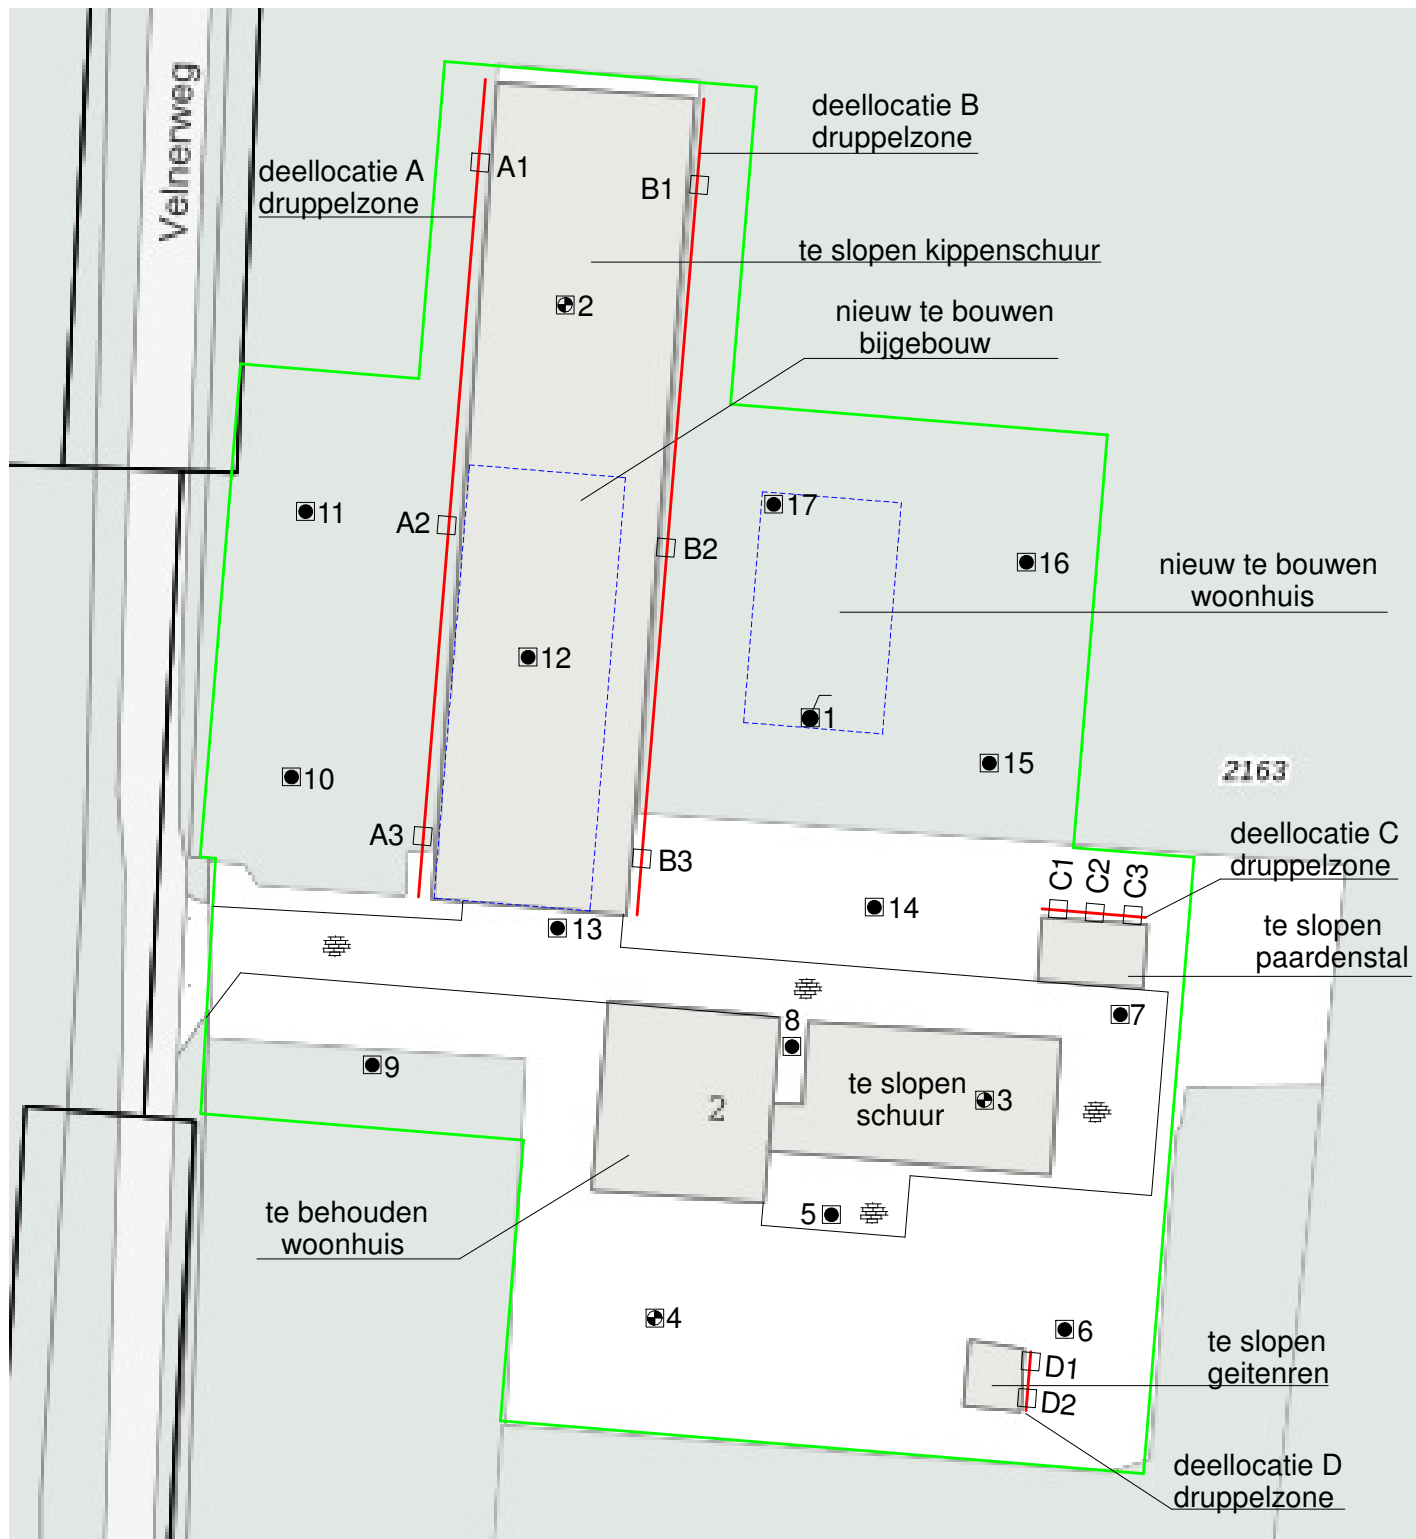 Velnerweg
deellocatie A
druppelzone
A1
deellocatie B
druppelzone
B1
te slopen kippenschuur
2
nieuw te bouwen
bijgebouw
11
A2
B2
17
16
nieuw te bouwen
woonhuis
12
1
10
15
2163
A3
B3
deellocatie C
druppelzone
C1
C2
C3
14
13
te slopen
paardenstal
7
8
9
2
te slopen
schuur
3
5
te behouden
woonhuis
4
6
D1
D2
te slopen
geitenren
deellocatie D
druppelzone